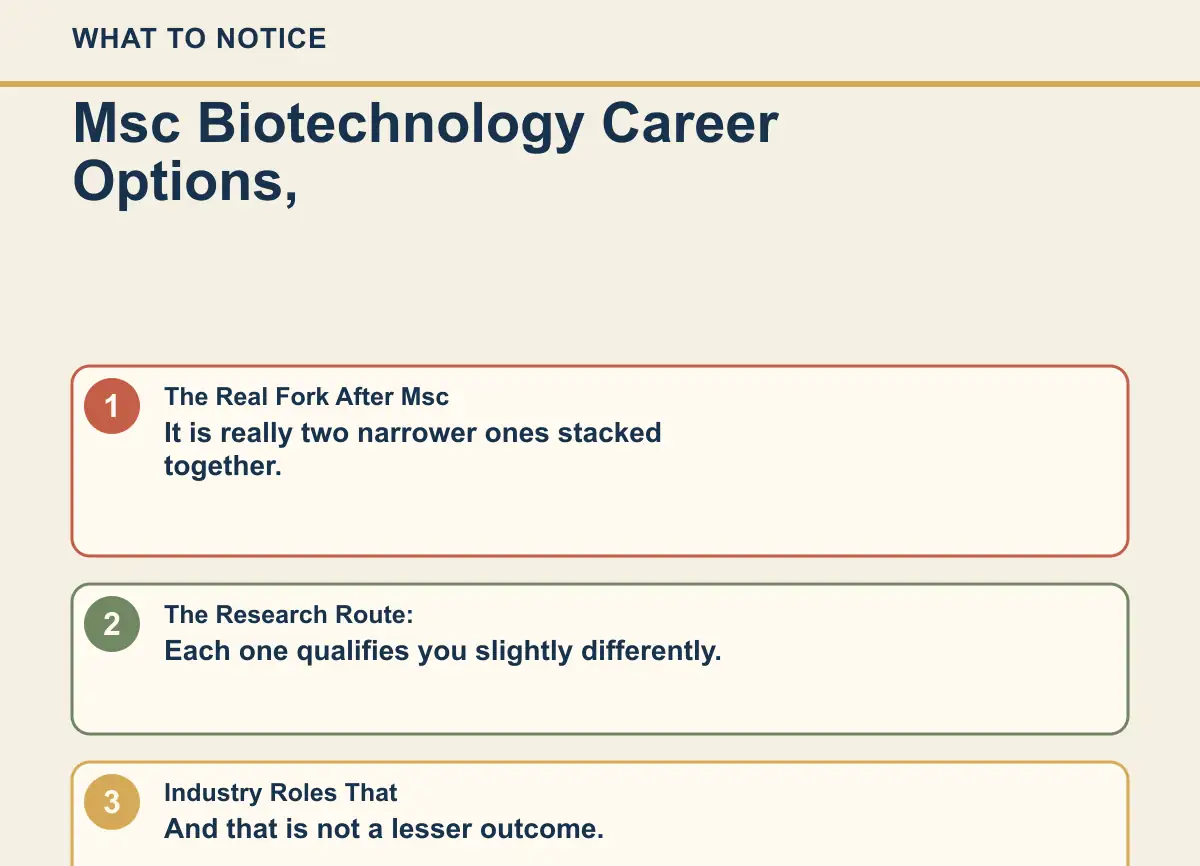 WHAT TO NOTICE
Msc Biotechnology Career
Options,
1
The Real Fork After Msc
It is really two narrower ones stacked
together.
2
The Research Route:
Each one qualifies you slightly differently.
3
Industry Roles That
And that is not a lesser outcome.